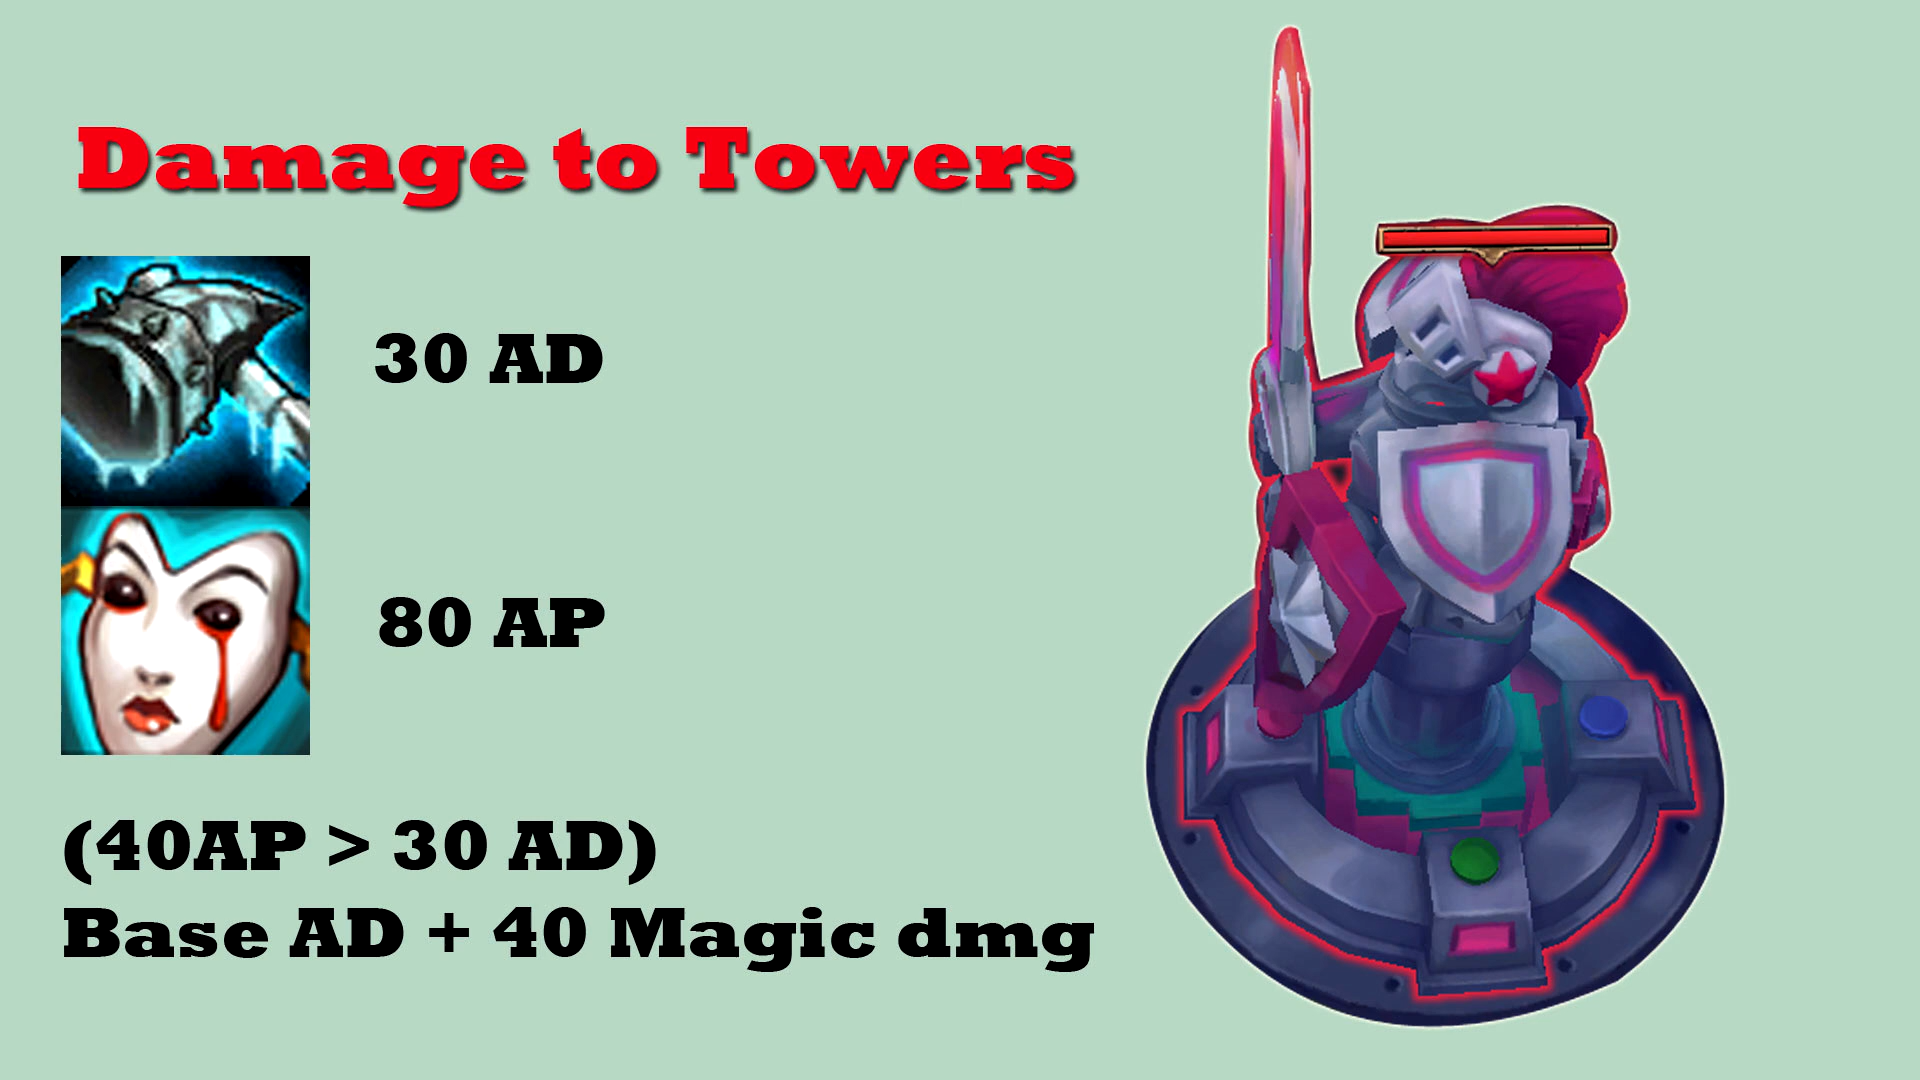 Damage to Towers
30 AD
80 AP
(40AP > 30 AD)
Base AD + 40 Magic dmg